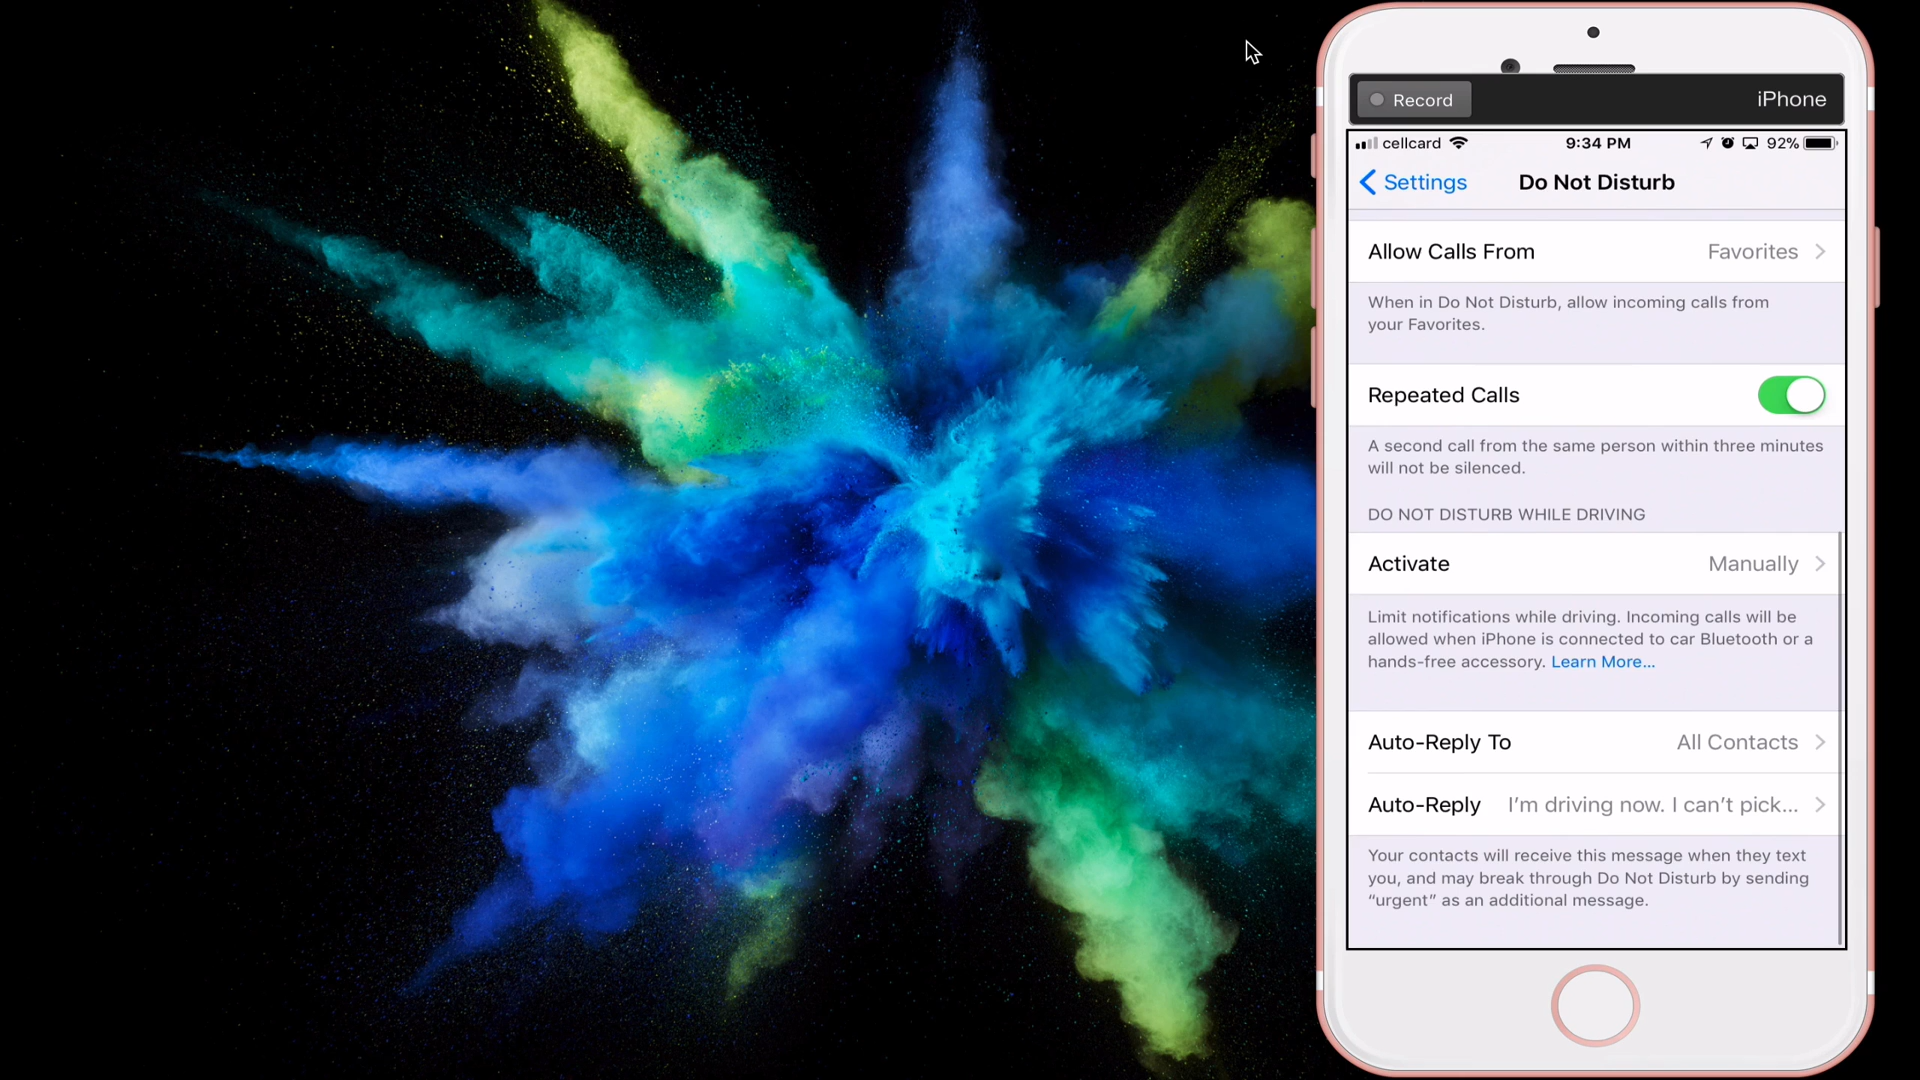 Record
iPhone
cellcard
9:34 PM
92%
Settings
Do Not Disturb
Allow Calls From
Favorites
When in Do Not Disturb, allow incoming calls from
your Favorites.
Repeated Calls
A second call from the same person within three minutes
will not be silenced.
DO NOT DISTURB WHILE DRIVING
Activate
Manually
Limit notifications while driving. Incoming calls will be
allowed when iPhone is connected to car Bluetooth or a
hands-free accessory. Learn More...
Auto-Reply To
All Contacts
Auto-Reply
I’m driving now. I can’t pick...
Your contacts will receive this message when they text
you, and may break through Do Not Disturb by sending
“urgent” as an additional message.